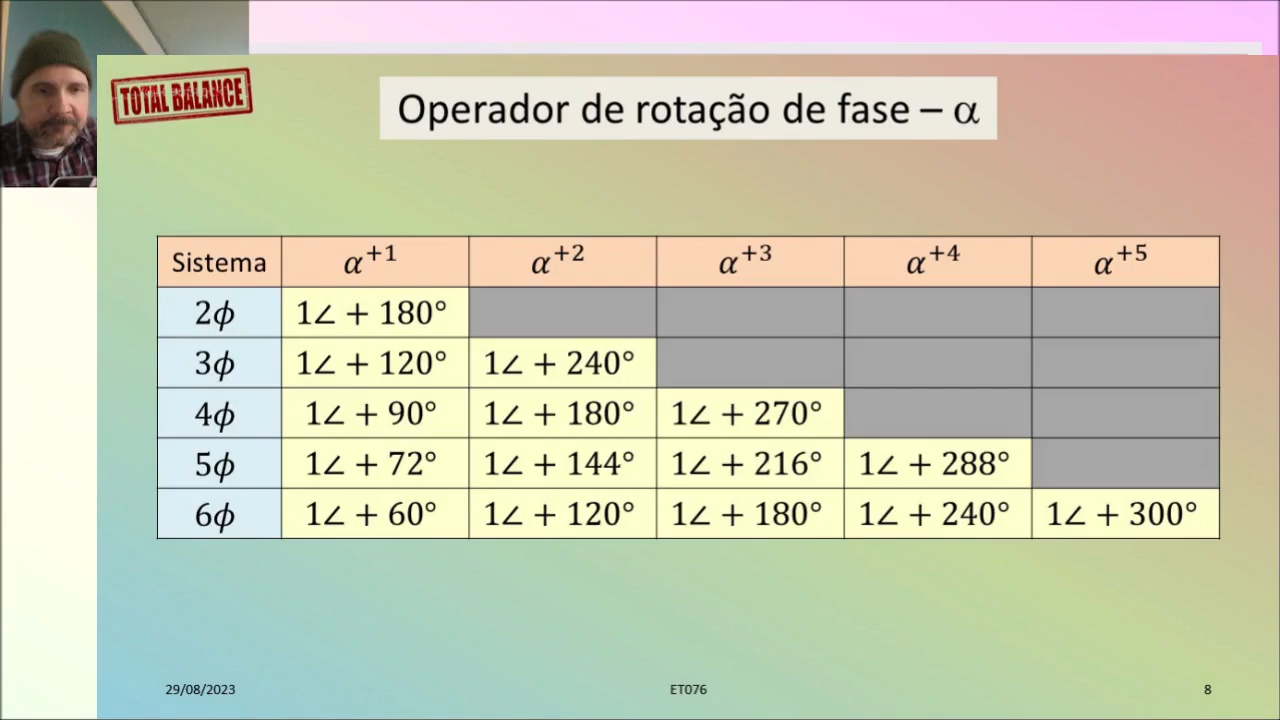 TOTAL BALANCE
Operador de rotação de fase – α
Sistema α⁺¹ α⁺² α⁺³ α⁺⁴ α⁺⁵
2ϕ 1∠ + 180°
3ϕ 1∠ + 120° 1∠ + 240°
4ϕ 1∠ + 90° 1∠ + 180° 1∠ + 270°
5ϕ 1∠ + 72° 1∠ + 144° 1∠ + 216° 1∠ + 288°
6ϕ 1∠ + 60° 1∠ + 120° 1∠ + 180° 1∠ + 240° 1∠ + 300°
29/08/2023 ET076 8